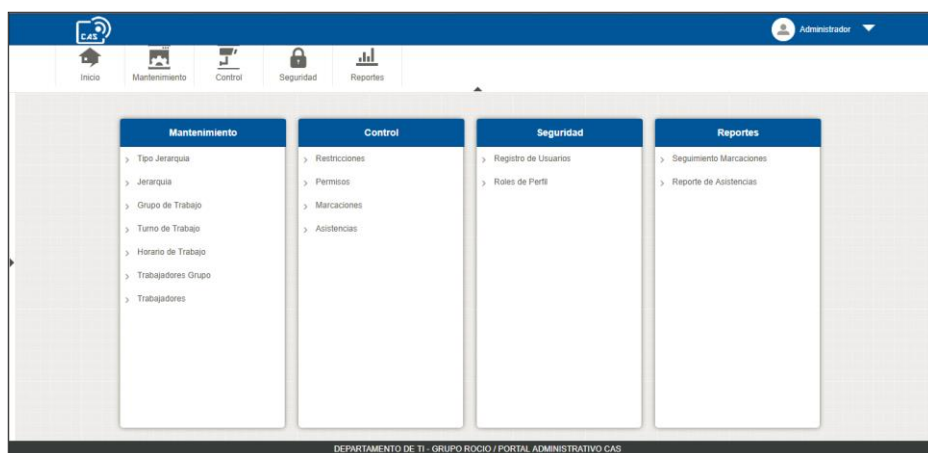 CAS
Administrador
Inicio
Mantenimiento
Control
Seguridad
Reportes
Mantenimiento
Tipo Jerarquia
Jerarquia
Grupo de Trabajo
Turno de Trabajo
Horario de Trabajo
Trabajadores Grupo
Trabajadores
Control
Restricciones
Permisos
Marcaciones
Asistencias
Seguridad
Registro de Usuarios
Roles de Perfil
Reportes
Seguimiento Marcaciones
Reporte de Asistencias
DEPARTAMENTO DE TI - GRUPO ROCIO / PORTAL ADMINISTRATIVO CAS